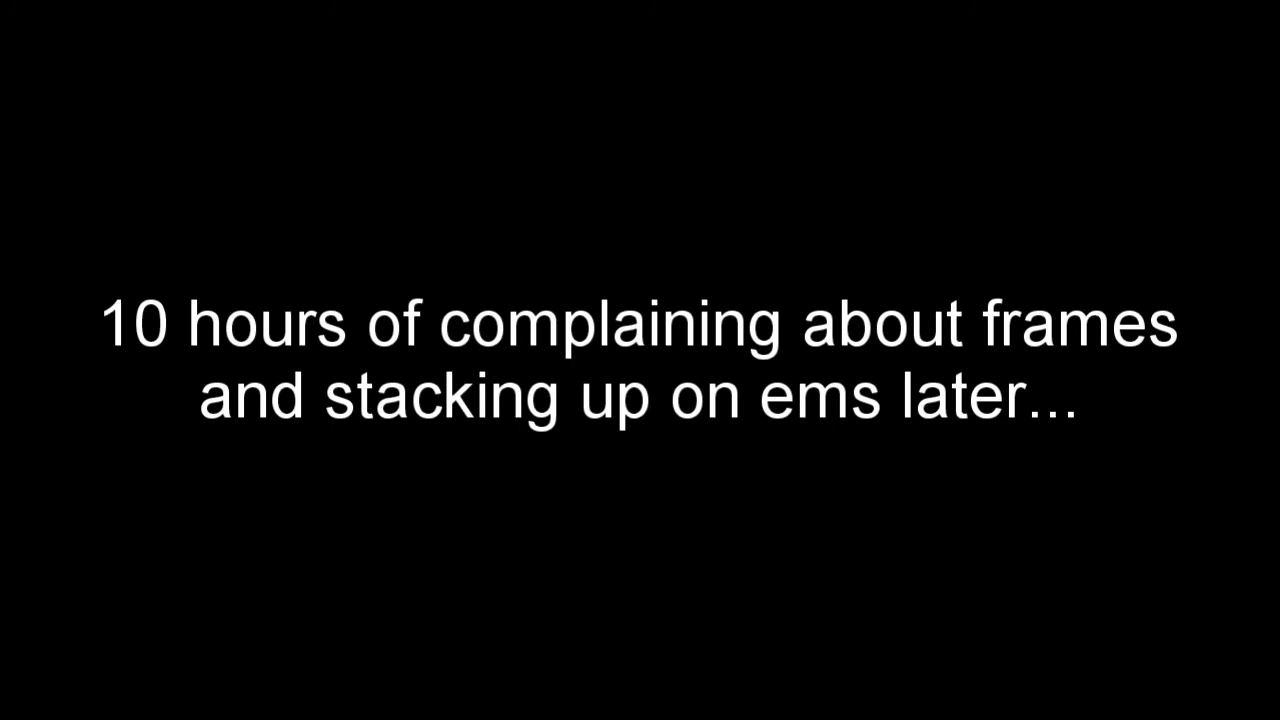 10 hours of complaining about frames
and stacking up on ems later...